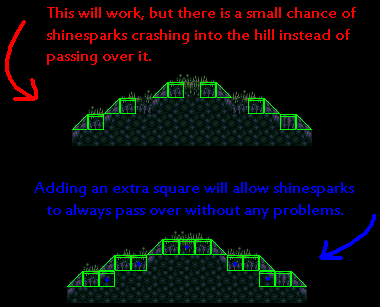 This will work, but there is a small chance of
shinesparks crashing into the hill instead of
passing over it.
Adding an extra square will allow shinesparks
to always pass over without any problems.